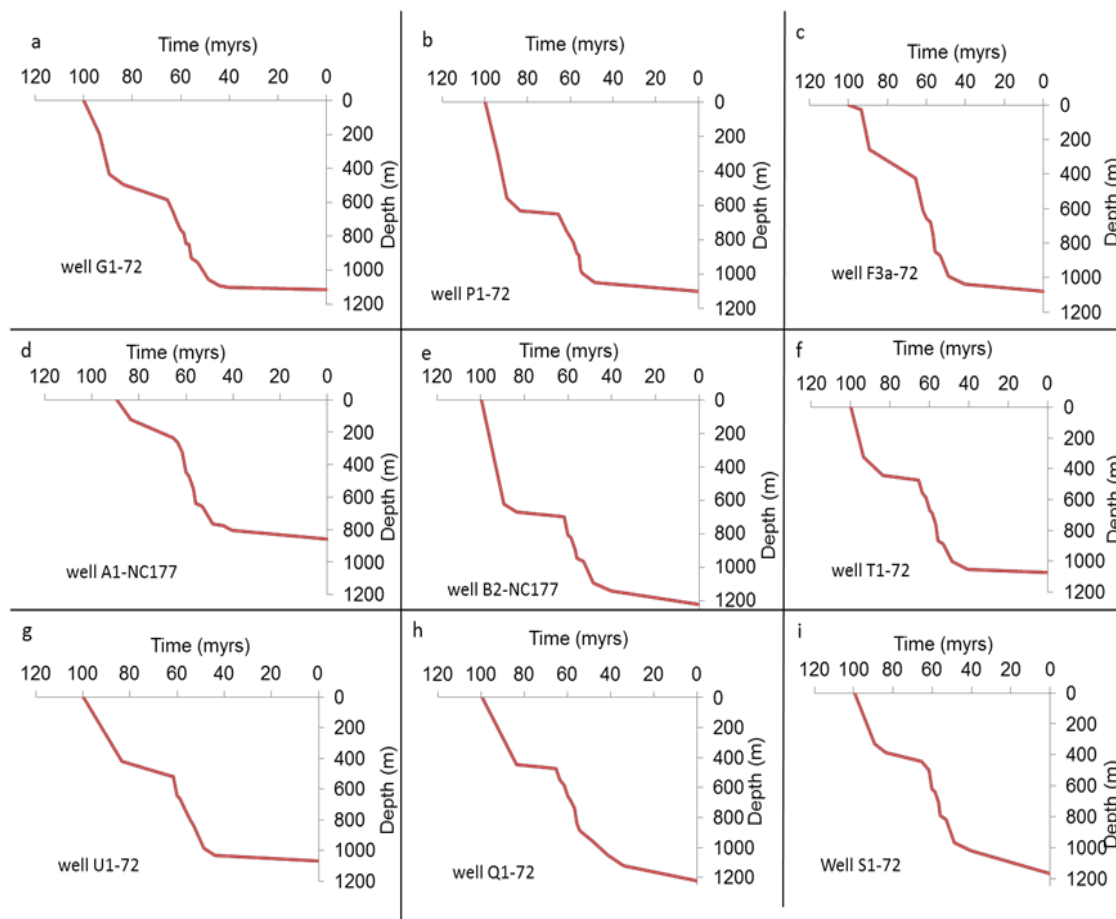 a
Time (myrs)
120 100 80 60 40 20 0
0
200
400
600
800
1000
1200
Depth (m)
well G1-72
b
Time (myrs)
120 100 80 60 40 20 0
0
200
400
600
800
1000
1200
Depth (m)
well P1-72
c
Time (myrs)
120 100 80 60 40 20 0
0
200
400
600
800
1000
1200
Depth (m)
well F3a-72
d
Time (myrs)
120 100 80 60 40 20 0
0
200
400
600
800
1000
1200
Depth (m)
well A1-NC177
e
Time (myrs)
120 100 80 60 40 20 0
0
200
400
600
800
1000
1200
Depth (m)
well B2-NC177
f
Time (myrs)
120 100 80 60 40 20 0
0
200
400
600
800
1000
1200
Depth (m)
well T1-72
g
Time (myrs)
120 100 80 60 40 20 0
0
200
400
600
800
1000
1200
Depth (m)
well U1-72
h
Time (myrs)
120 100 80 60 40 20 0
0
200
400
600
800
1000
1200
Depth (m)
well Q1-72
i
Time (myrs)
120 100 80 60 40 20 0
0
200
400
600
800
1000
1200
Depth (m)
Well S1-72